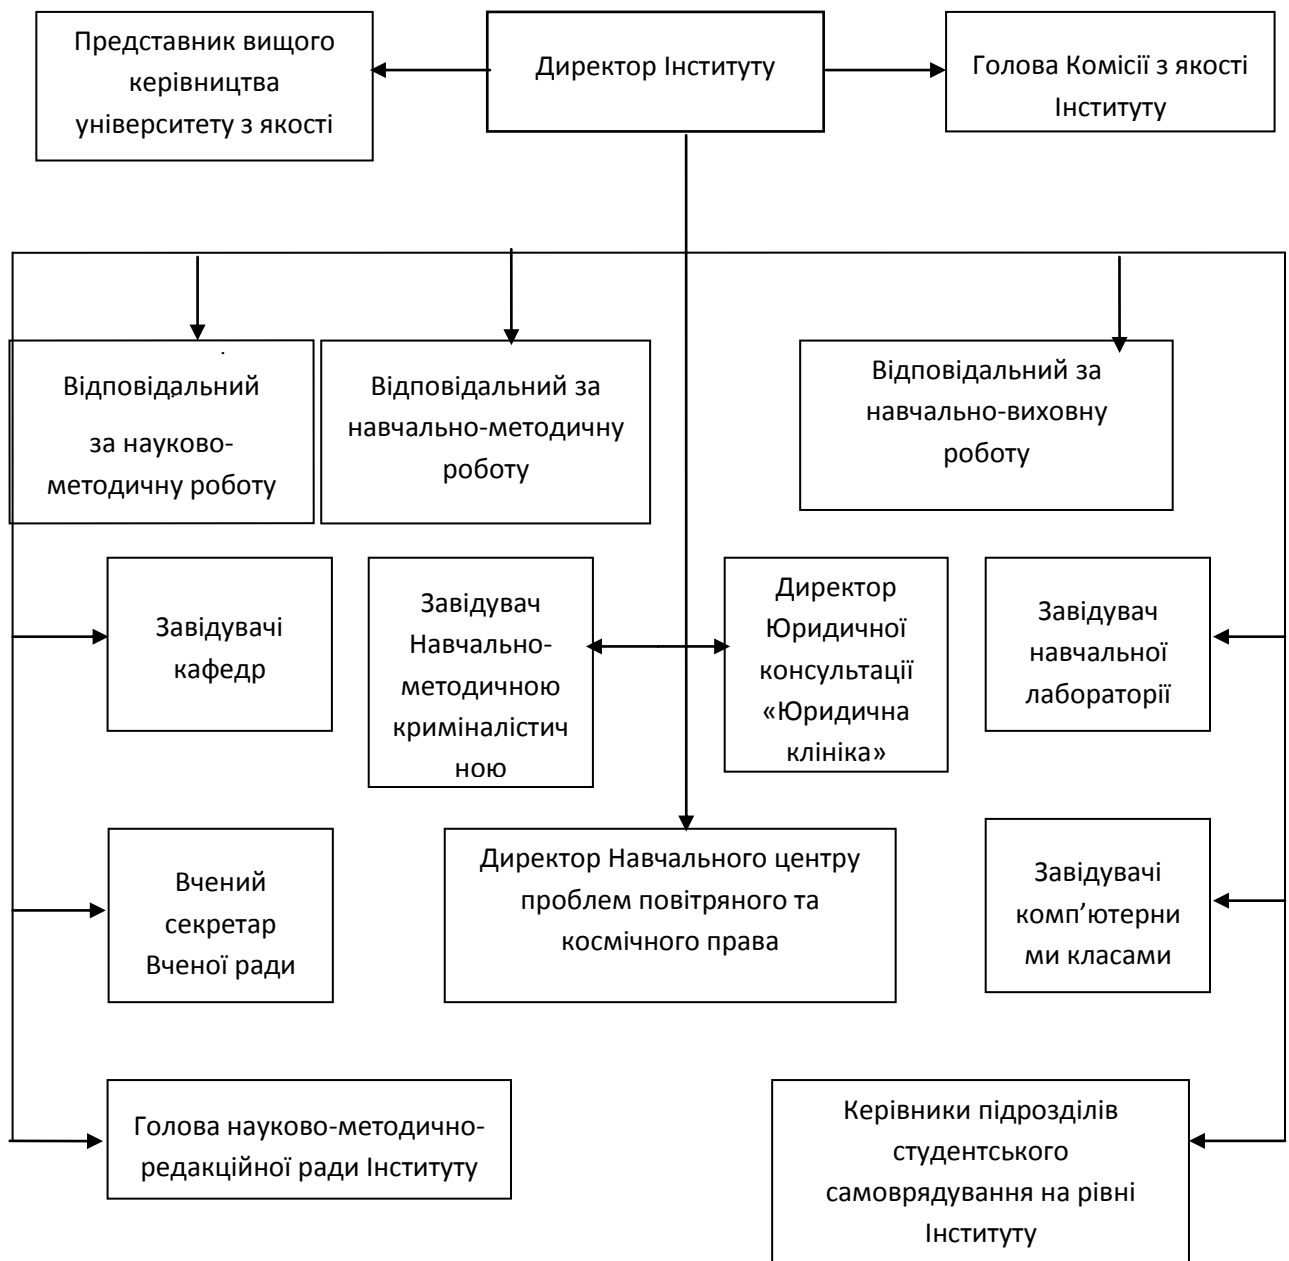 Представник вищого
керівництва
університету з якості
Директор Інституту
Голова Комісії з якості
Інституту
Відповідальний
за науково-
методичну роботу
Відповідальний за
навчально-методичну
роботу
Відповідальний за
навчально-виховну
роботу
Завідувачі
кафедр
Завідувач
Навчально-
методичною
криміналістич
ною
Директор
Юридичної
консультації
«Юридична
клініка»
Завідувач
навчальної
лабораторії
Вчений
секретар
Вченої ради
Директор Навчального центру
проблем повітряного та
космічного права
Завідувачі
комп’ютерни
ми класами
Голова науково-методично-
редакційної ради Інституту
Керівники підрозділів
студентського
самоврядування на рівні
Інституту